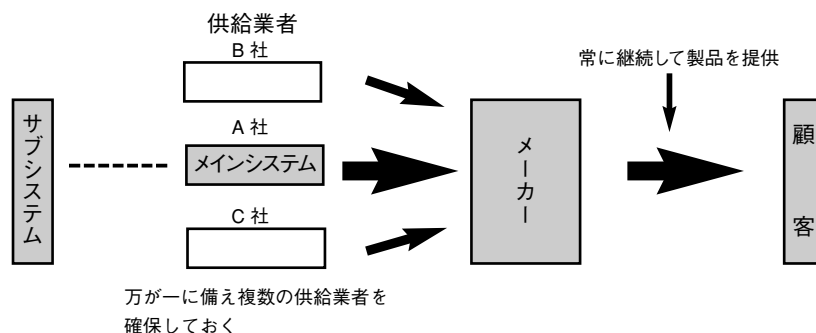 供給業者
B 社
常に継続して製品を提供
サブシステム
A 社
メインシステム
メーカー
顧客
C 社
万が一に備え複数の供給業者を
確保しておく